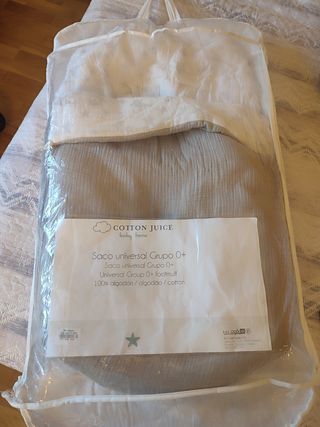 COTTON JUICE
baby home
Saco universal Grupo 0+
Saco universal Grupo 0+
Universal Group 0+ footmuff
100% algodón / algodão / cotton